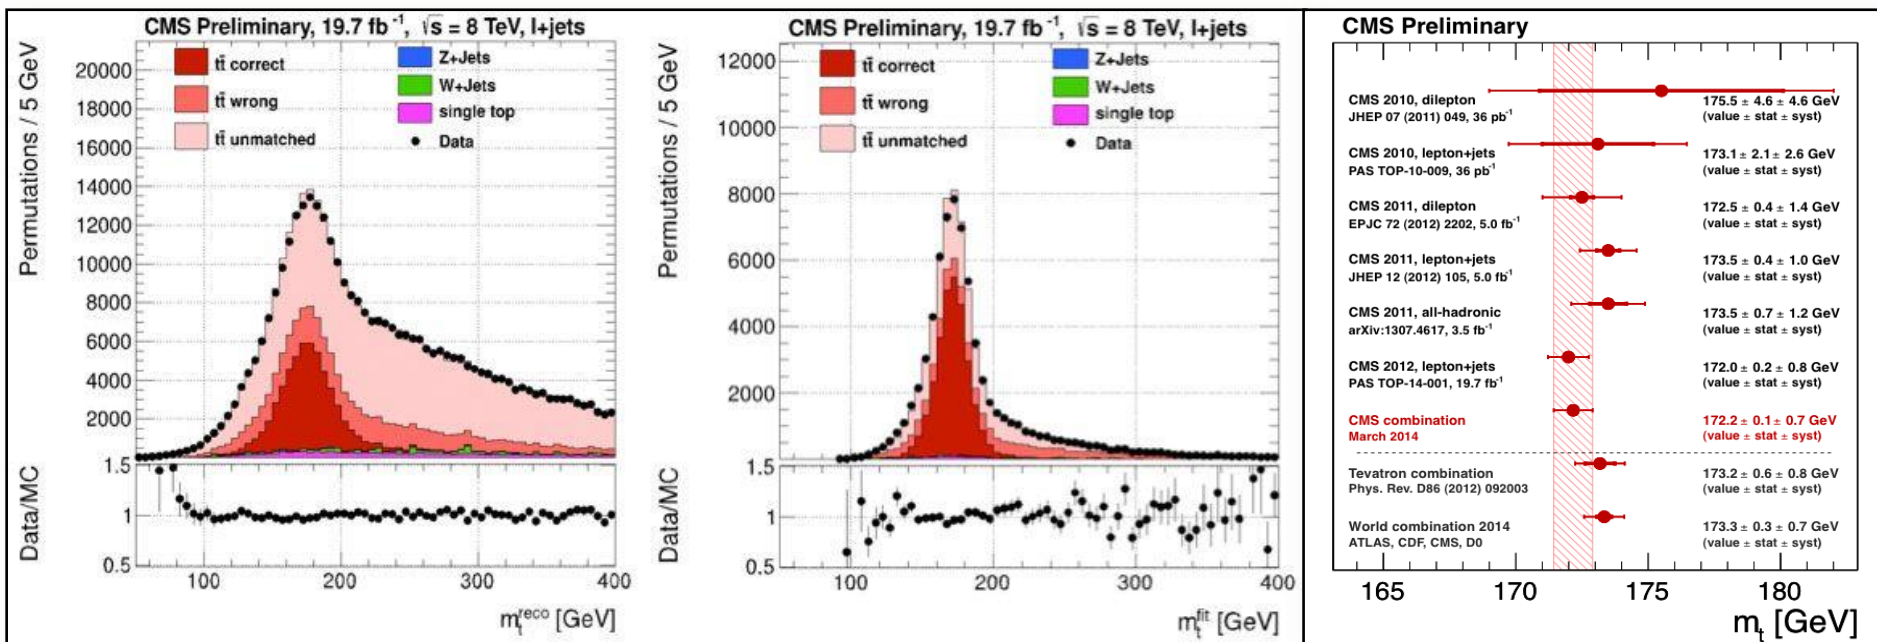 CMS Preliminary, 19.7 fb⁻¹, √s = 8 TeV, l+jets
Permutations / 5 GeV
20000
18000
16000
14000
12000
10000
8000
6000
4000
2000
tt̄ correct
tt̄ wrong
tt̄ unmatched
Z+Jets
W+Jets
single top
Data
Data/MC
1.5
1
0.5
100
200
300
400
m_t^reco [GeV]
CMS Preliminary, 19.7 fb⁻¹, √s = 8 TeV, l+jets
Permutations / 5 GeV
12000
10000
8000
6000
4000
2000
tt̄ correct
tt̄ wrong
tt̄ unmatched
Z+Jets
W+Jets
single top
Data
Data/MC
1.5
1
0.5
100
200
300
400
m_t^fit [GeV]
CMS Preliminary
CMS 2010, dilepton
JHEP 07 (2011) 049, 36 pb⁻¹
175.5 ± 4.6 ± 4.6 GeV
(value ± stat ± syst)
CMS 2010, lepton+jets
PAS TOP-10-009, 36 pb⁻¹
173.1 ± 2.1 ± 2.6 GeV
(value ± stat ± syst)
CMS 2011, dilepton
EPJC 72 (2012) 2202, 5.0 fb⁻¹
172.5 ± 0.4 ± 1.4 GeV
(value ± stat ± syst)
CMS 2011, lepton+jets
JHEP 12 (2012) 105, 5.0 fb⁻¹
173.5 ± 0.4 ± 1.0 GeV
(value ± stat ± syst)
CMS 2011, all-hadronic
arXiv:1307.4617, 3.5 fb⁻¹
173.5 ± 0.7 ± 1.2 GeV
(value ± stat ± syst)
CMS 2012, lepton+jets
PAS TOP-14-001, 19.7 fb⁻¹
172.0 ± 0.2 ± 0.8 GeV
(value ± stat ± syst)
CMS combination
March 2014
172.2 ± 0.1 ± 0.7 GeV
(value ± stat ± syst)
Tevatron combination
Phys. Rev. D86 (2012) 092003
173.2 ± 0.6 ± 0.8 GeV
(value ± stat ± syst)
World combination 2014
ATLAS, CDF, CMS, D0
173.3 ± 0.3 ± 0.7 GeV
(value ± stat ± syst)
165
170
175
180
m_t [GeV]